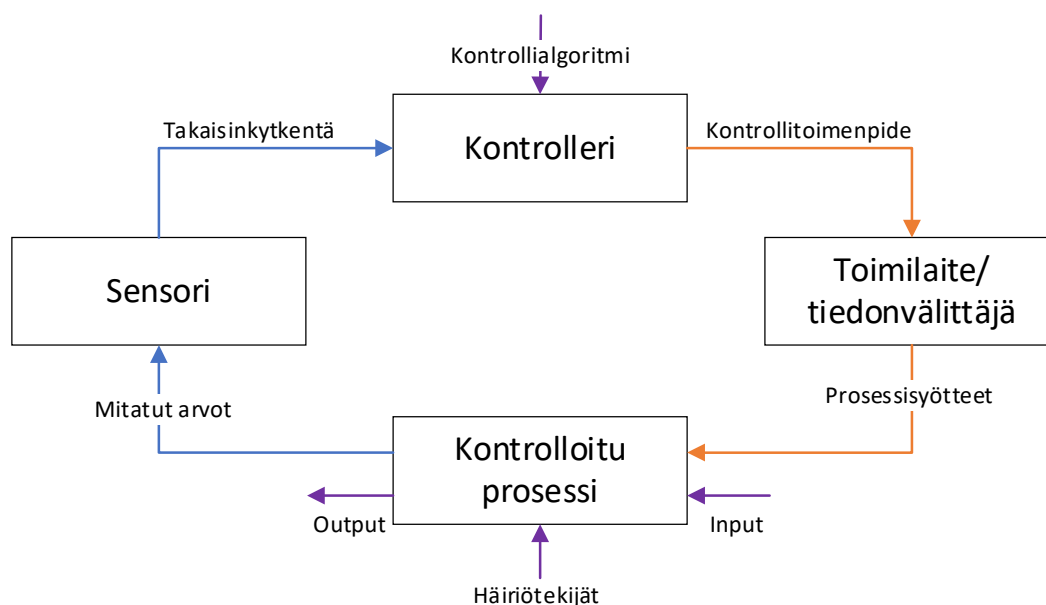 Kontrollialgoritmi
Takaisinkytkentä
Kontrolleri
Kontrollitoimenpide
Sensori
Toimilaite/
tiedonvälittäjä
Mitatut arvot
Prosessisyötteet
Kontrolloitu
prosessi
Output
Input
Häiriötekijät